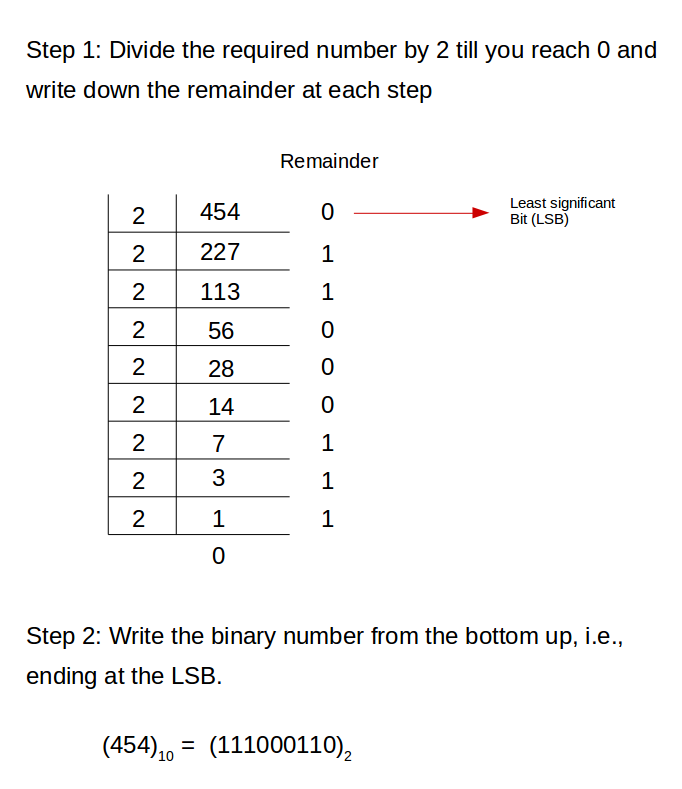 Step 1: Divide the required number by 2 till you reach 0 and
write down the remainder at each step
Remainder
2 454 0 Least significant
Bit (LSB)
2 227 1
2 113 1
2 56 0
2 28 0
2 14 0
2 7 1
2 3 1
2 1 1
0
Step 2: Write the binary number from the bottom up, i.e.,
ending at the LSB.
(454)₁₀ = (111000110)₂